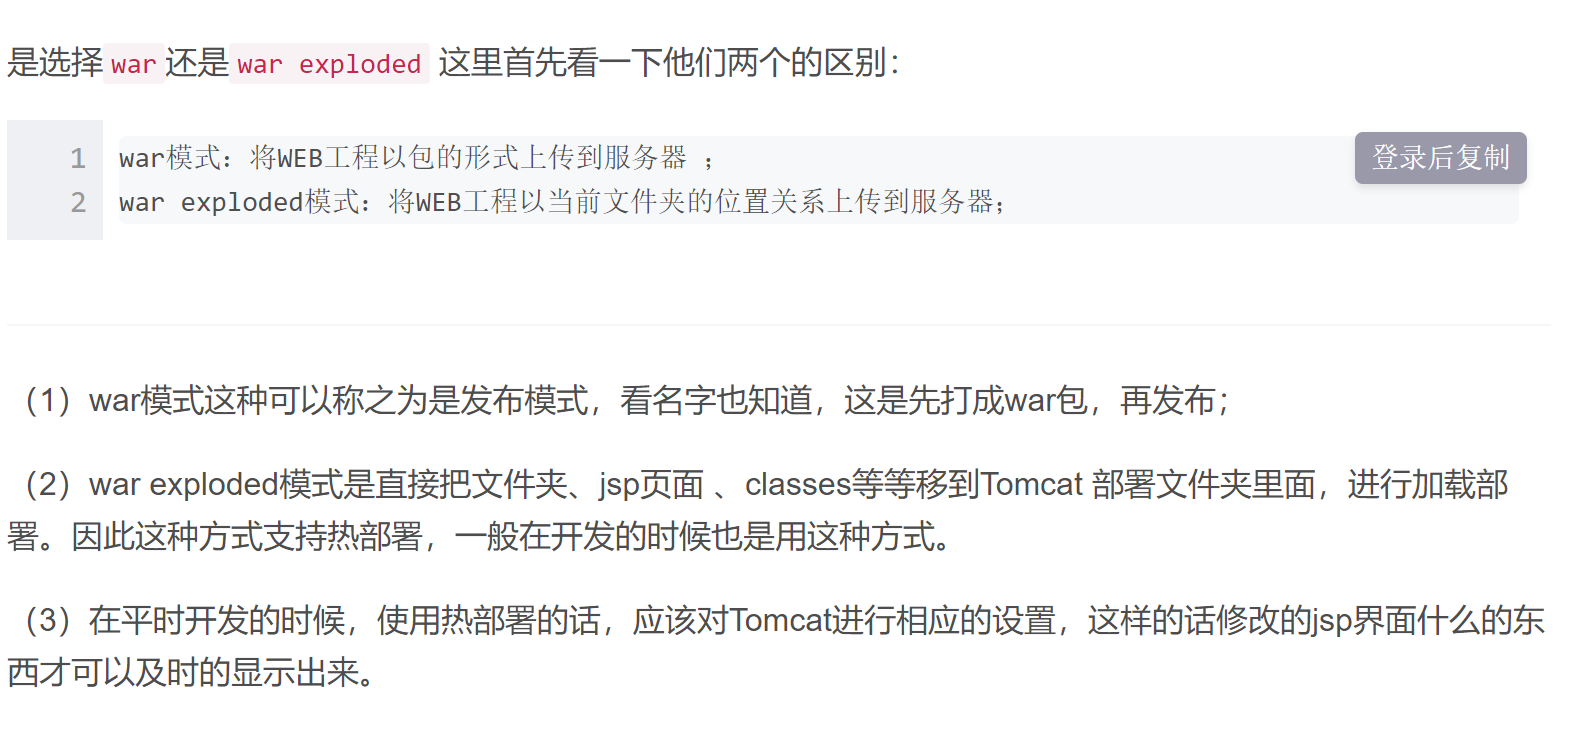 是选择war还是war exploded 这里首先看一下他们两个的区别：
登录后复制
1 war模式：将WEB工程以包的形式上传到服务器 ；
2 war exploded模式：将WEB工程以当前文件夹的位置关系上传到服务器；
（1）war模式这种可以称之为是发布模式，看名字也知道，这是先打成war包，再发布；
（2）war exploded模式是直接把文件夹、jsp页面 、classes等等移到Tomcat 部署文件夹里面，进行加载部
署。因此这种方式支持热部署，一般在开发的时候也是用这种方式。
（3）在平时开发的时候，使用热部署的话，应该对Tomcat进行相应的设置，这样的话修改的jsp界面什么的东
西才可以及时的显示出来。